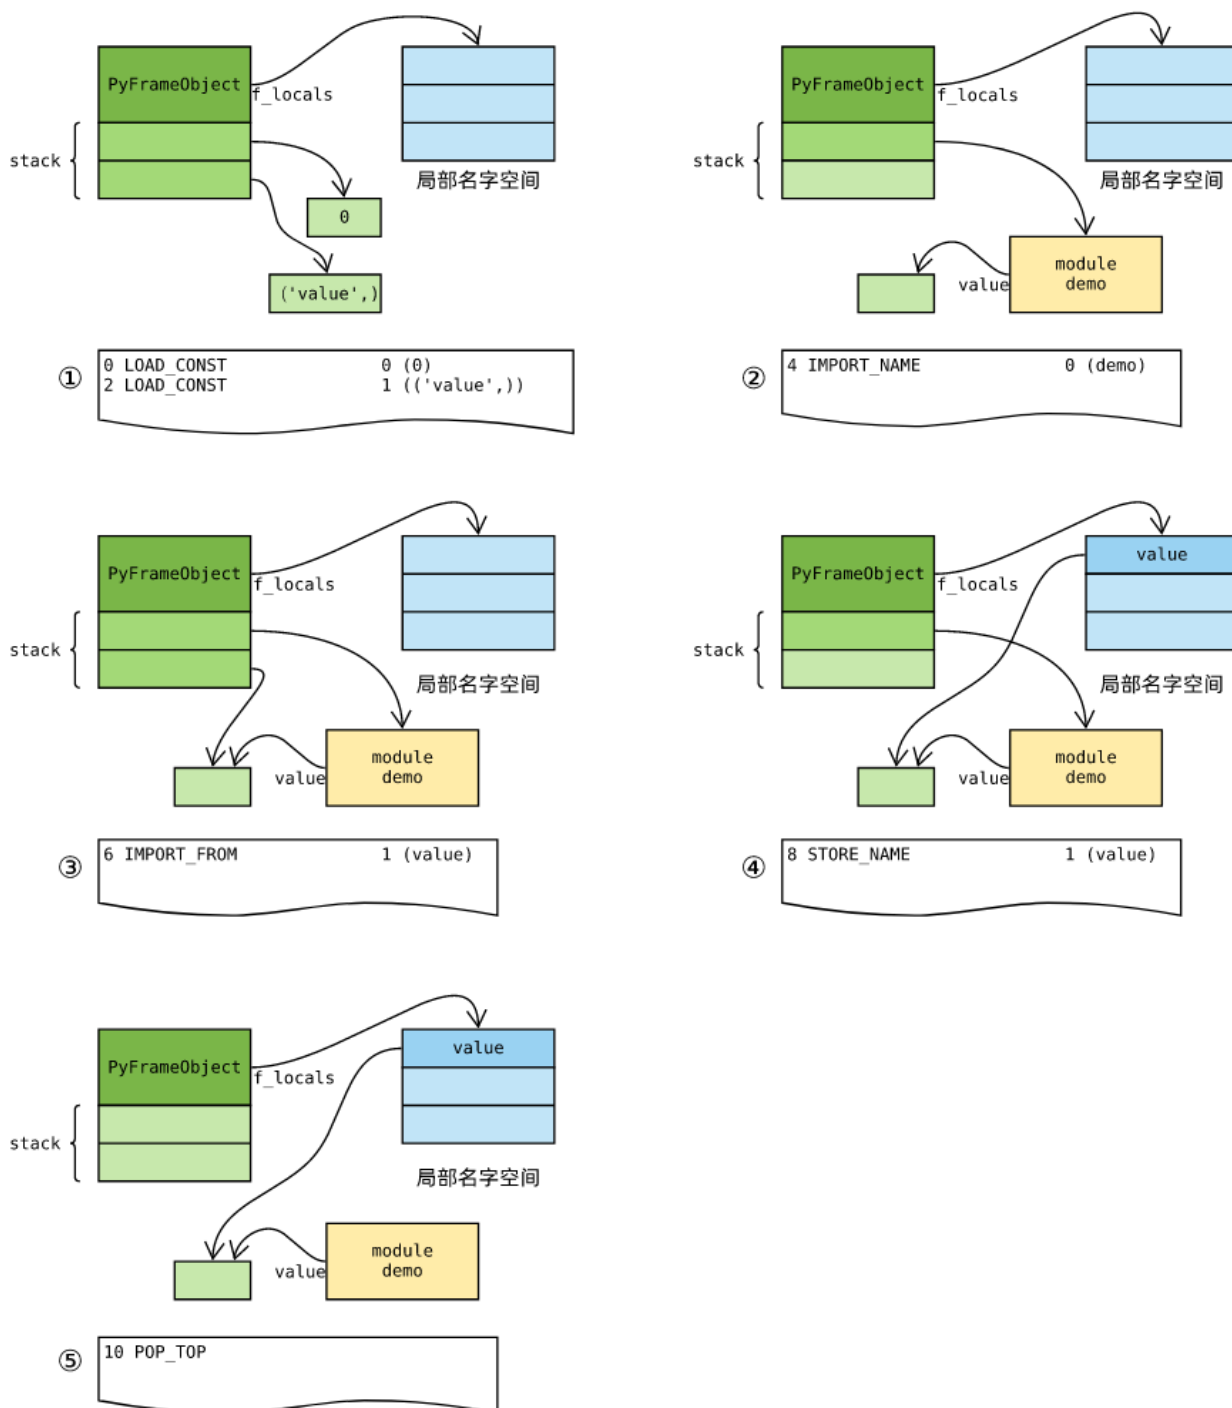 PyFrameObject
f_locals
stack
局部名字空间
0
('value',)
① 0 LOAD_CONST 0 (0)
2 LOAD_CONST 1 (('value',))
PyFrameObject
f_locals
stack
局部名字空间
module
demo
value
② 4 IMPORT_NAME 0 (demo)
PyFrameObject
f_locals
stack
局部名字空间
module
demo
value
③ 6 IMPORT_FROM 1 (value)
PyFrameObject
value
f_locals
stack
局部名字空间
module
demo
value
④ 8 STORE_NAME 1 (value)
PyFrameObject
value
f_locals
stack
局部名字空间
module
demo
value
⑤ 10 POP_TOP